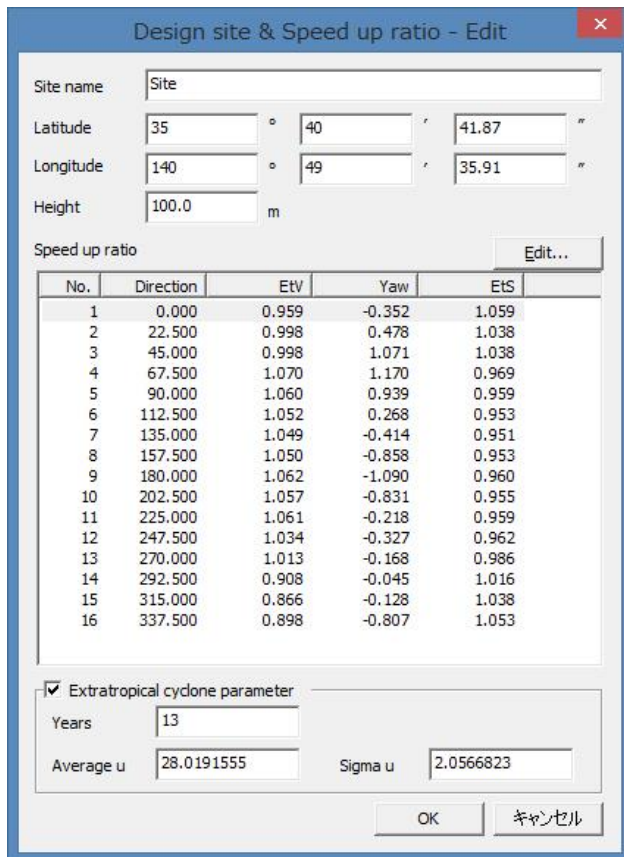 Design site & Speed up ratio - Edit
Site name Site
Latitude 35 ° 40 ′ 41.87 ″
Longitude 140 ° 49 ′ 35.91 ″
Height 100.0 m
Speed up ratio Edit...
No. Direction EtV Yaw EtS
1 0.000 0.959 -0.352 1.059
2 22.500 0.998 0.478 1.038
3 45.000 0.998 1.071 1.038
4 67.500 1.070 1.170 0.969
5 90.000 1.060 0.939 0.959
6 112.500 1.052 0.268 0.953
7 135.000 1.049 -0.414 0.951
8 157.500 1.050 -0.858 0.953
9 180.000 1.062 -1.090 0.960
10 202.500 1.057 -0.831 0.955
11 225.000 1.061 -0.218 0.959
12 247.500 1.034 -0.327 0.962
13 270.000 1.013 -0.168 0.986
14 292.500 0.908 -0.045 1.016
15 315.000 0.866 -0.128 1.038
16 337.500 0.898 -0.807 1.053
Extratropical cyclone parameter
Years 13
Average u 28.0191555 Sigma u 2.0566823
OK キャンセル